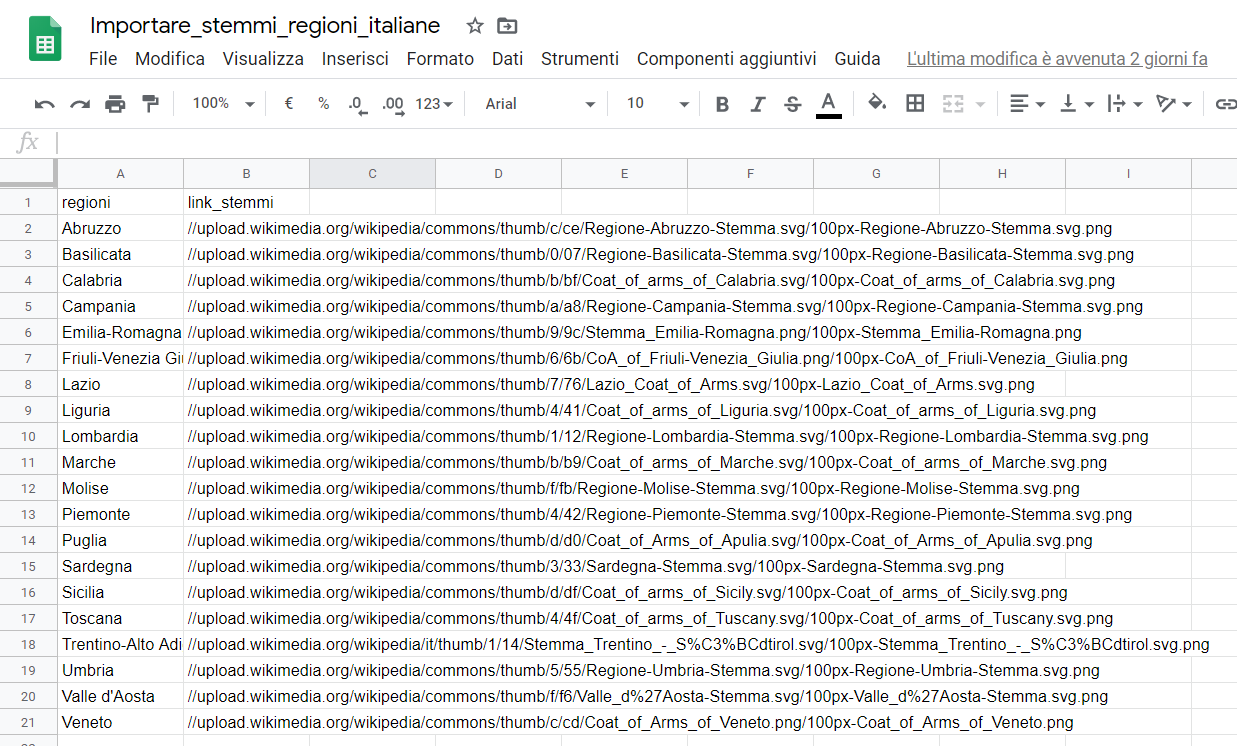 Importare_stemmi_regioni_italiane
File Modifica Visualizza Inserisci Formato Dati Strumenti Componenti aggiuntivi Guida L'ultima modifica è avvenuta 2 giorni fa
100% € % .0 .00 123 Arial 10 B I S A
fx
A B C D E F G H I
1 regioni link_stemmi
2 Abruzzo //upload.wikimedia.org/wikipedia/commons/thumb/c/ce/Regione-Abruzzo-Stemma.svg/100px-Regione-Abruzzo-Stemma.svg.png
3 Basilicata //upload.wikimedia.org/wikipedia/commons/thumb/0/07/Regione-Basilicata-Stemma.svg/100px-Regione-Basilicata-Stemma.svg.png
4 Calabria //upload.wikimedia.org/wikipedia/commons/thumb/b/bf/Coat_of_arms_of_Calabria.svg/100px-Coat_of_arms_of_Calabria.svg.png
5 Campania //upload.wikimedia.org/wikipedia/commons/thumb/a/a8/Regione-Campania-Stemma.svg/100px-Regione-Campania-Stemma.svg.png
6 Emilia-Romagna //upload.wikimedia.org/wikipedia/commons/thumb/9/9c/Stemma_Emilia-Romagna.png/100px-Stemma_Emilia-Romagna.png
7 Friuli-Venezia Giu //upload.wikimedia.org/wikipedia/commons/thumb/6/6b/CoA_of_Friuli-Venezia_Giulia.png/100px-CoA_of_Friuli-Venezia_Giulia.png
8 Lazio //upload.wikimedia.org/wikipedia/commons/thumb/7/76/Lazio_Coat_of_Arms.svg/100px-Lazio_Coat_of_Arms.svg.png
9 Liguria //upload.wikimedia.org/wikipedia/commons/thumb/4/41/Coat_of_arms_of_Liguria.svg/100px-Coat_of_arms_of_Liguria.svg.png
10 Lombardia //upload.wikimedia.org/wikipedia/commons/thumb/1/12/Regione-Lombardia-Stemma.svg/100px-Regione-Lombardia-Stemma.svg.png
11 Marche //upload.wikimedia.org/wikipedia/commons/thumb/b/b9/Coat_of_arms_of_Marche.svg/100px-Coat_of_arms_of_Marche.svg.png
12 Molise //upload.wikimedia.org/wikipedia/commons/thumb/f/fb/Regione-Molise-Stemma.svg/100px-Regione-Molise-Stemma.svg.png
13 Piemonte //upload.wikimedia.org/wikipedia/commons/thumb/4/42/Regione-Piemonte-Stemma.svg/100px-Regione-Piemonte-Stemma.svg.png
14 Puglia //upload.wikimedia.org/wikipedia/commons/thumb/d/d0/Coat_of_Arms_of_Apulia.svg/100px-Coat_of_Arms_of_Apulia.svg.png
15 Sardegna //upload.wikimedia.org/wikipedia/commons/thumb/3/33/Sardegna-Stemma.svg/100px-Sardegna-Stemma.svg.png
16 Sicilia //upload.wikimedia.org/wikipedia/commons/thumb/d/df/Coat_of_arms_of_Sicily.svg/100px-Coat_of_arms_of_Sicily.svg.png
17 Toscana //upload.wikimedia.org/wikipedia/commons/thumb/4/4f/Coat_of_arms_of_Tuscany.svg/100px-Coat_of_arms_of_Tuscany.svg.png
18 Trentino-Alto Adi //upload.wikimedia.org/wikipedia/it/thumb/1/14/Stemma_Trentino_-_S%C3%BCdtirol.svg/100px-Stemma_Trentino_-_S%C3%BCdtirol.svg.png
19 Umbria //upload.wikimedia.org/wikipedia/commons/thumb/5/55/Regione-Umbria-Stemma.svg/100px-Regione-Umbria-Stemma.svg.png
20 Valle d'Aosta //upload.wikimedia.org/wikipedia/commons/thumb/f/f6/Valle_d%27Aosta-Stemma.svg/100px-Valle_d%27Aosta-Stemma.svg.png
21 Veneto //upload.wikimedia.org/wikipedia/commons/thumb/c/cd/Coat_of_Arms_of_Veneto.png/100px-Coat_of_Arms_of_Veneto.png